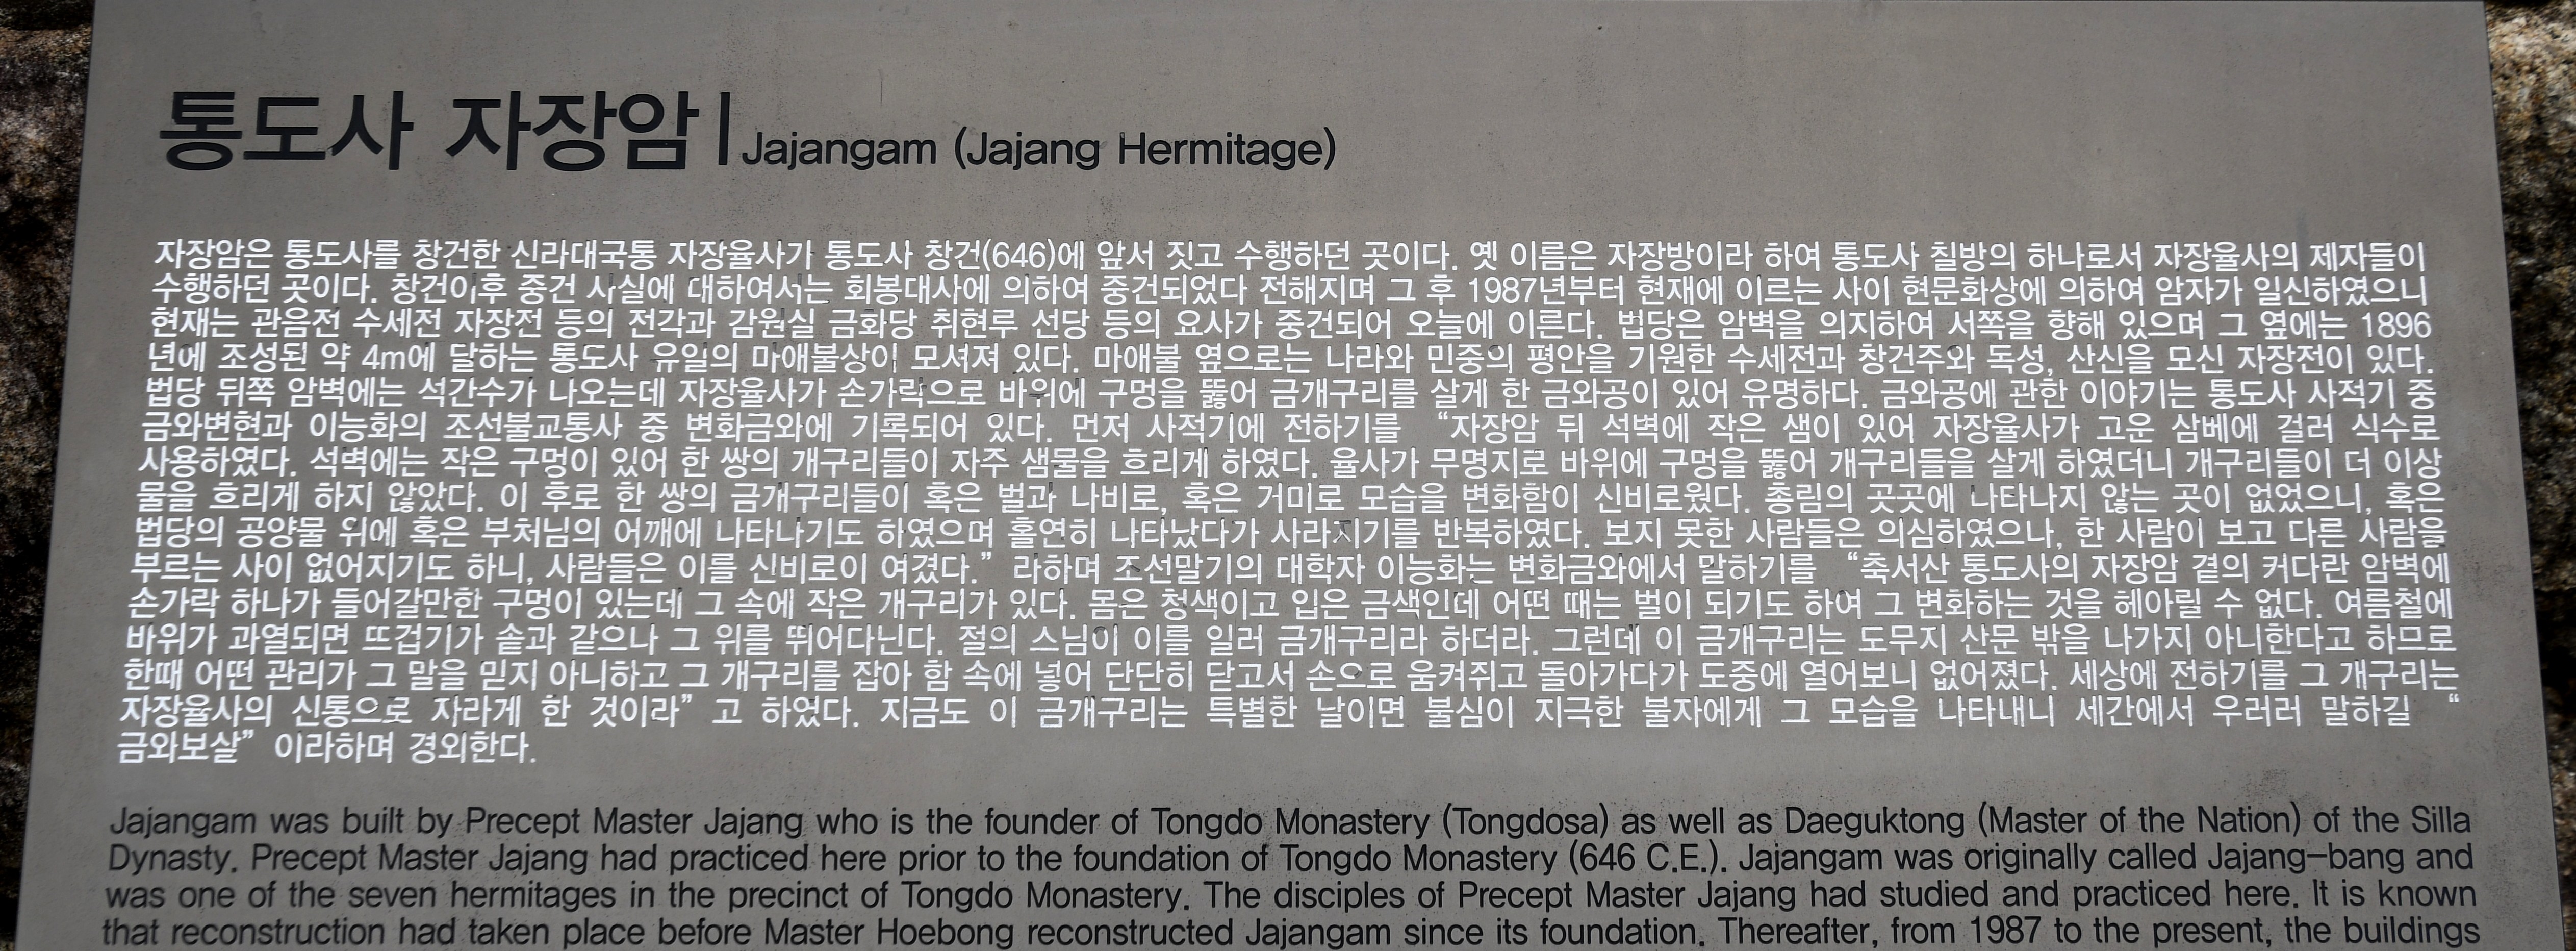 통도사 자장암 | Jajangam (Jajang Hermitage)
자장암은 통도사를 창건한 신라대국통 자장율사가 통도사 창건(646)에 앞서 짓고 수행하던 곳이다. 옛 이름은 자장방이라 하여 통도사 칠방의 하나로서 자장율사의 제자들이
수행하던 곳이다. 창건이후 중건 사실에 대하여서는 회봉대사에 의하여 중건되었다 전해지며 그 후 1987년부터 현재에 이르는 사이 현문화상에 의하여 암자가 일신하였으니
현재는 관음전 수세전 자장전 등의 전각과 감원실 금화당 취현루 선당 등의 요사가 중건되어 오늘에 이른다. 법당은 암벽을 의지하여 서쪽을 향해 있으며 그 옆에는 1896
년에 조성된 약 4m에 달하는 통도사 유일의 마애불상이 모셔져 있다. 마애불 옆으로는 나라와 민중의 평안을 기원한 수세전과 창건주와 독성, 산신을 모신 자장전이 있다.
법당 뒤쪽 암벽에는 석간수가 나오는데 자장율사가 손가락으로 바위에 구멍을 뚫어 금개구리를 살게 한 금와공이 있어 유명하다. 금와공에 관한 이야기는 통도사 사적기 중
금와변현과 이능화의 조선불교통사 중 변화금와에 기록되어 있다. 먼저 사적기에 전하기를 “자장암 뒤 석벽에 작은 샘이 있어 자장율사가 고운 삼베에 걸러 식수로
사용하였다. 석벽에는 작은 구멍이 있어 한 쌍의 개구리들이 자주 샘물을 흐리게 하였다. 율사가 무명지로 바위에 구멍을 뚫어 개구리들을 살게 하였더니 개구리들이 더 이상
물을 흐리게 하지 않았다. 이 후로 한 쌍의 금개구리들이 혹은 벌과 나비로, 혹은 거미로 모습을 변화함이 신비로웠다. 총림의 곳곳에 나타나지 않는 곳이 없었으니, 혹은
법당의 공양물 위에 혹은 부처님의 어깨에 나타나기도 하였으며 홀연히 나타났다가 사라지기를 반복하였다. 보지 못한 사람들은 의심하였으나, 한 사람이 보고 다른 사람을
부르는 사이 없어지기도 하니, 사람들은 이를 신비로이 여겼다.” 라하며 조선말기의 대학자 이능화는 변화금와에서 말하기를 “축서산 통도사의 자장암 곁의 커다란 암벽에
손가락 하나가 들어갈만한 구멍이 있는데 그 속에 작은 개구리가 있다. 몸은 청색이고 입은 금색인데 어떤 때는 벌이 되기도 하여 그 변화하는 것을 헤아릴 수 없다. 여름철에
바위가 과열되면 뜨겁기가 솥과 같으나 그 위를 뛰어다닌다. 절의 스님이 이를 일러 금개구리라 하더라. 그런데 이 금개구리는 도무지 산문 밖을 나가지 아니한다고 하므로
한때 어떤 관리가 그 말을 믿지 아니하고 그 개구리를 잡아 함 속에 넣어 단단히 닫고서 손으로 움켜쥐고 돌아가다가 도중에 열어보니 없어졌다. 세상에 전하기를 그 개구리는
자장율사의 신통으로 자라게 한 것이라” 고 하였다. 지금도 이 금개구리는 특별한 날이면 불심이 지극한 불자에게 그 모습을 나타내니 세간에서 우러러 말하길 “
금와보살” 이라하며 경외한다.
Jajangam was built by Precept Master Jajang who is the founder of Tongdo Monastery (Tongdosa) as well as Daeguktong (Master of the Nation) of the Silla
Dynasty. Precept Master Jajang had practiced here prior to the foundation of Tongdo Monastery (646 C.E.). Jajangam was originally called Jajang-bang and
was one of the seven hermitages in the precinct of Tongdo Monastery. The disciples of Precept Master Jajang had studied and practiced here. It is known
that reconstruction had taken place before Master Hoebong reconstructed Jajangam since its foundation. Thereafter, from 1987 to the present, the buildings